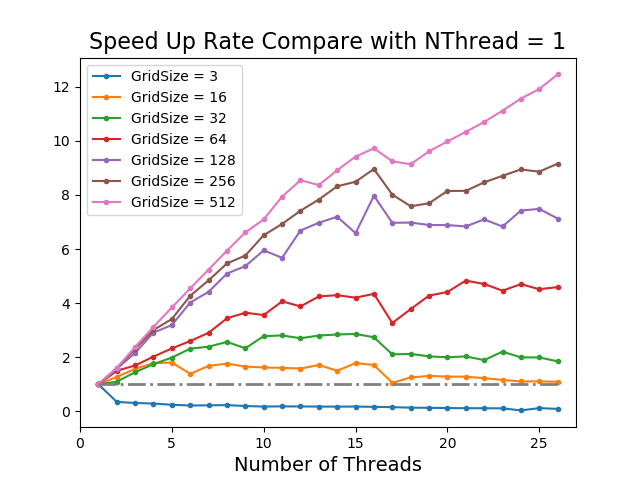 Speed Up Rate Compare with NThread = 1
GridSize = 3
GridSize = 16
GridSize = 32
GridSize = 64
GridSize = 128
GridSize = 256
GridSize = 512
12
10
8
6
4
2
0
0 5 10 15 20 25
Number of Threads